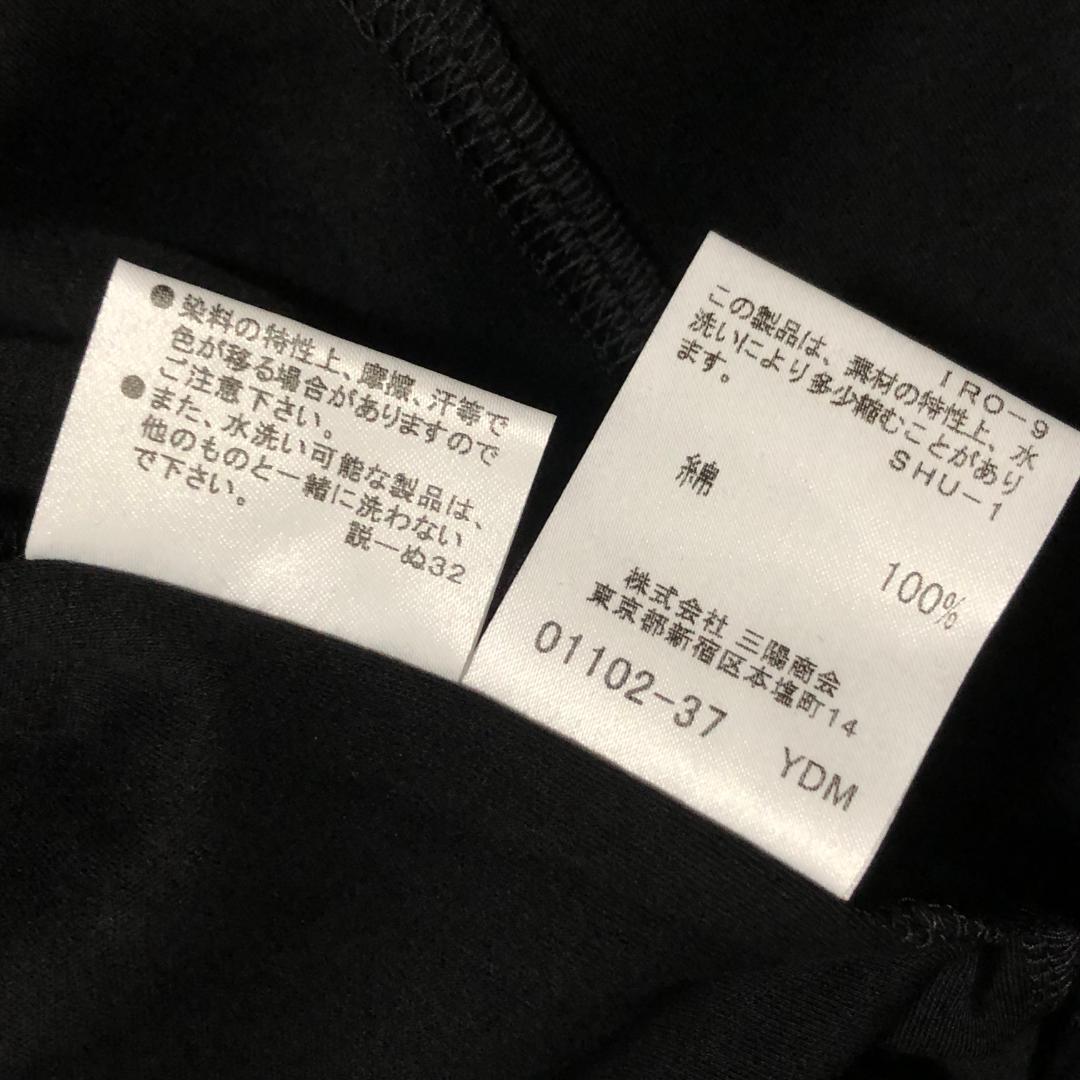 ●染料の特性上、摩擦、汗等で
色が移る場合がありますので
ご注意下さい。
●また、水洗い可能な製品は、
他のものと一緒に洗わない
で下さい。
説ーぬ32
IRO-9
この製品は、素材の特性上、水
洗いにより多少縮むことがあり
ます。
SHU-1
綿 100%
株式会社 三陽商会
東京都新宿区本塩町14
01102-37 YDM